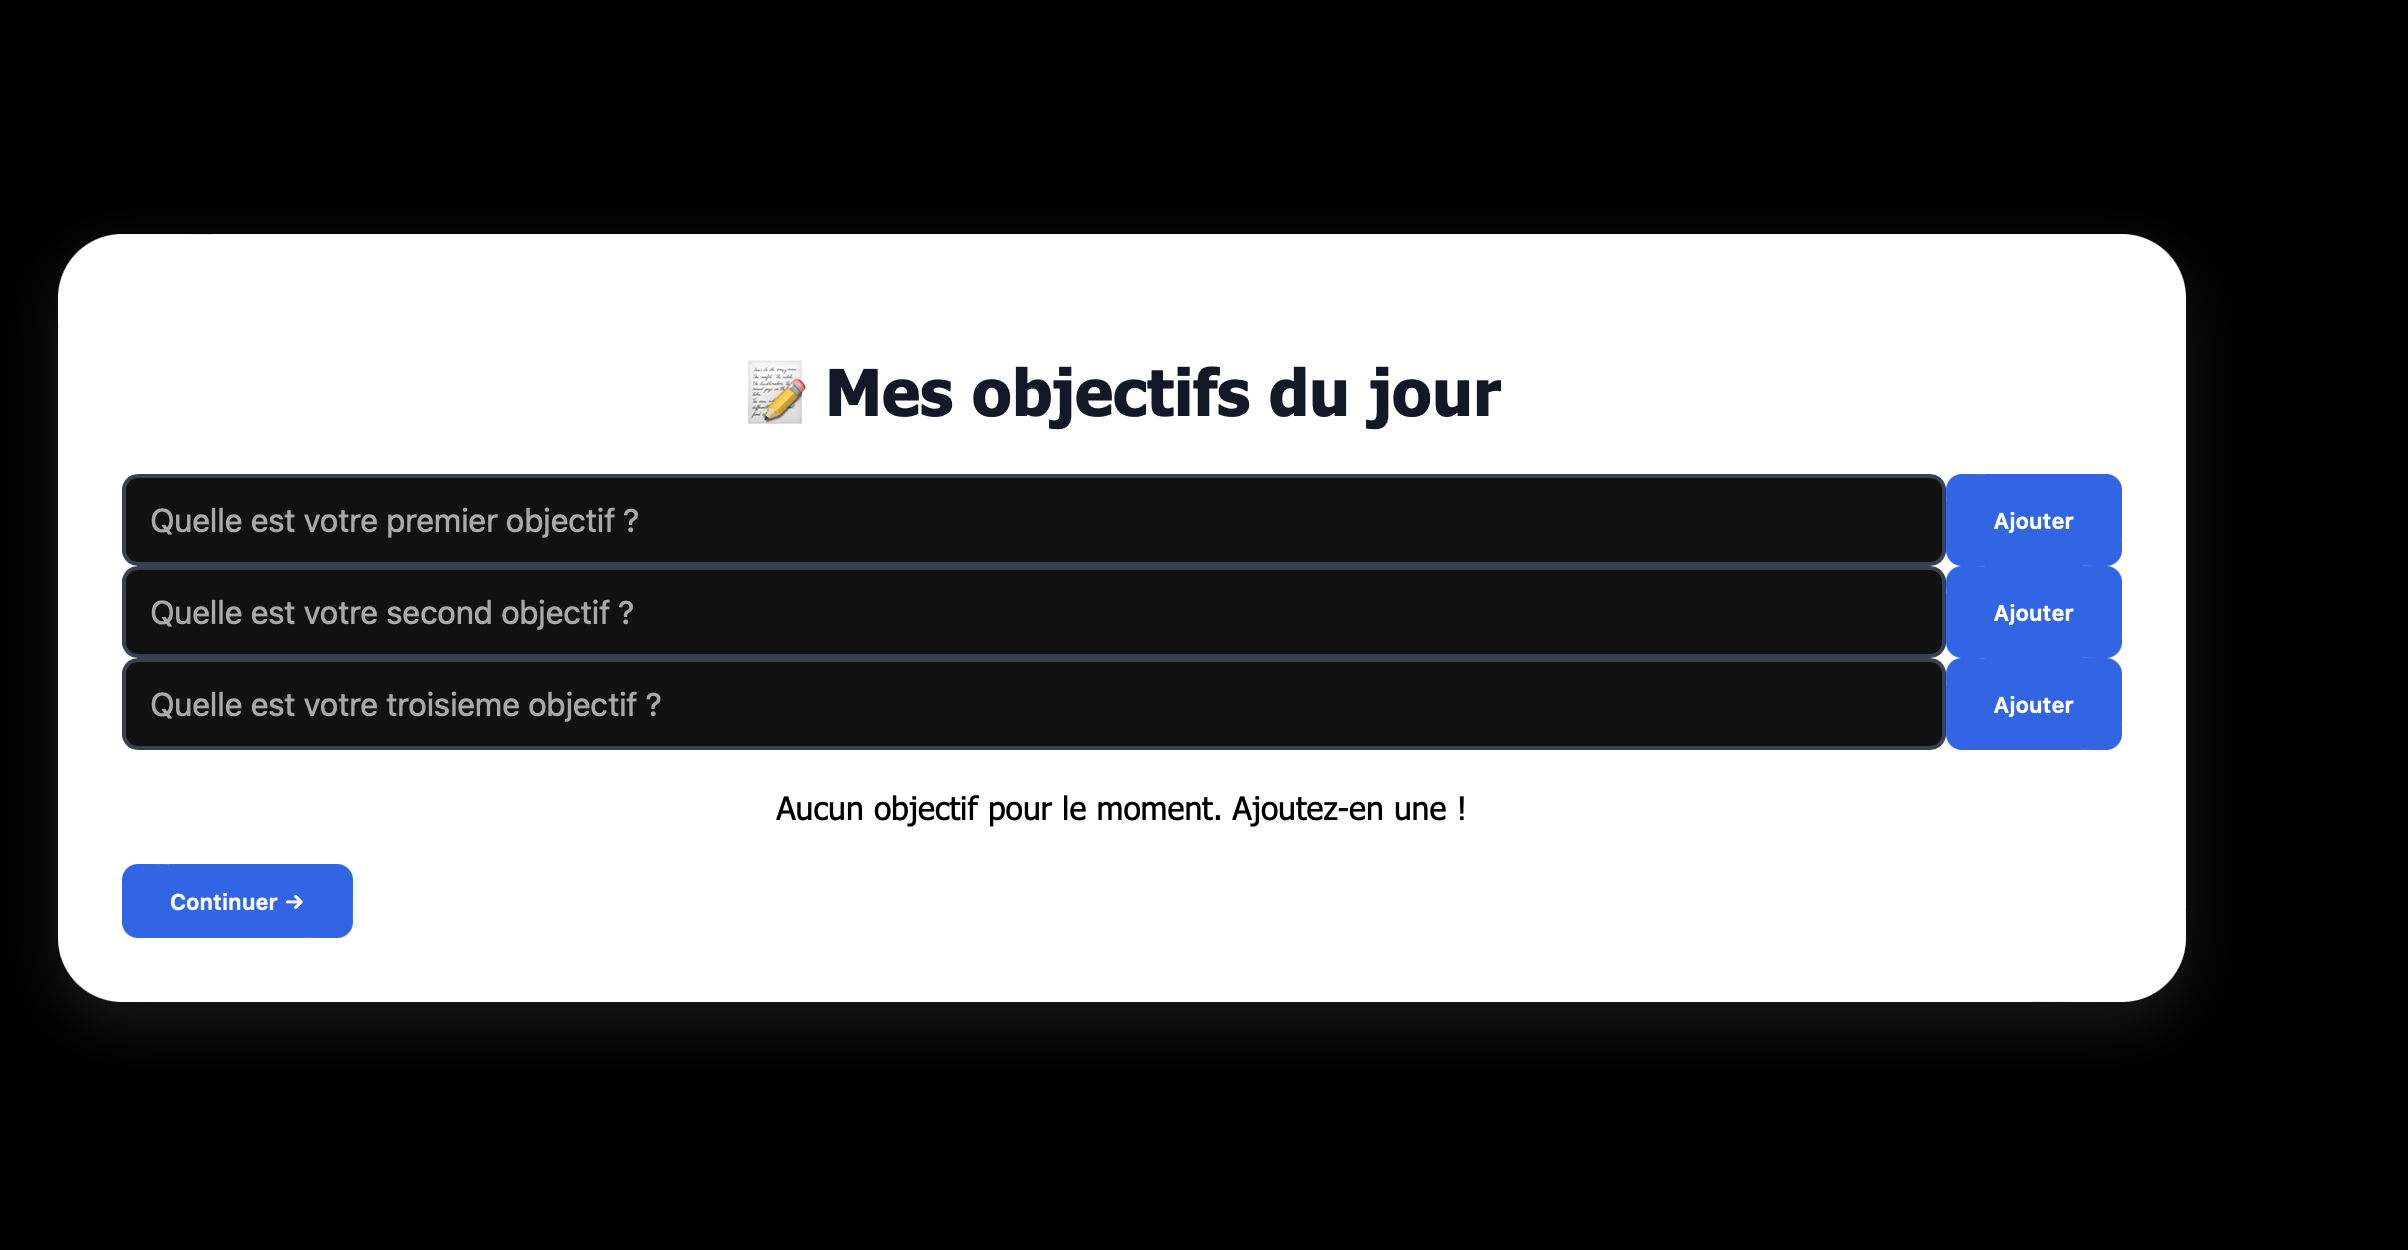 📝 Mes objectifs du jour
Quelle est votre premier objectif ?
Ajouter
Quelle est votre second objectif ?
Ajouter
Quelle est votre troisieme objectif ?
Ajouter
Aucun objectif pour le moment. Ajoutez-en une !
Continuer →